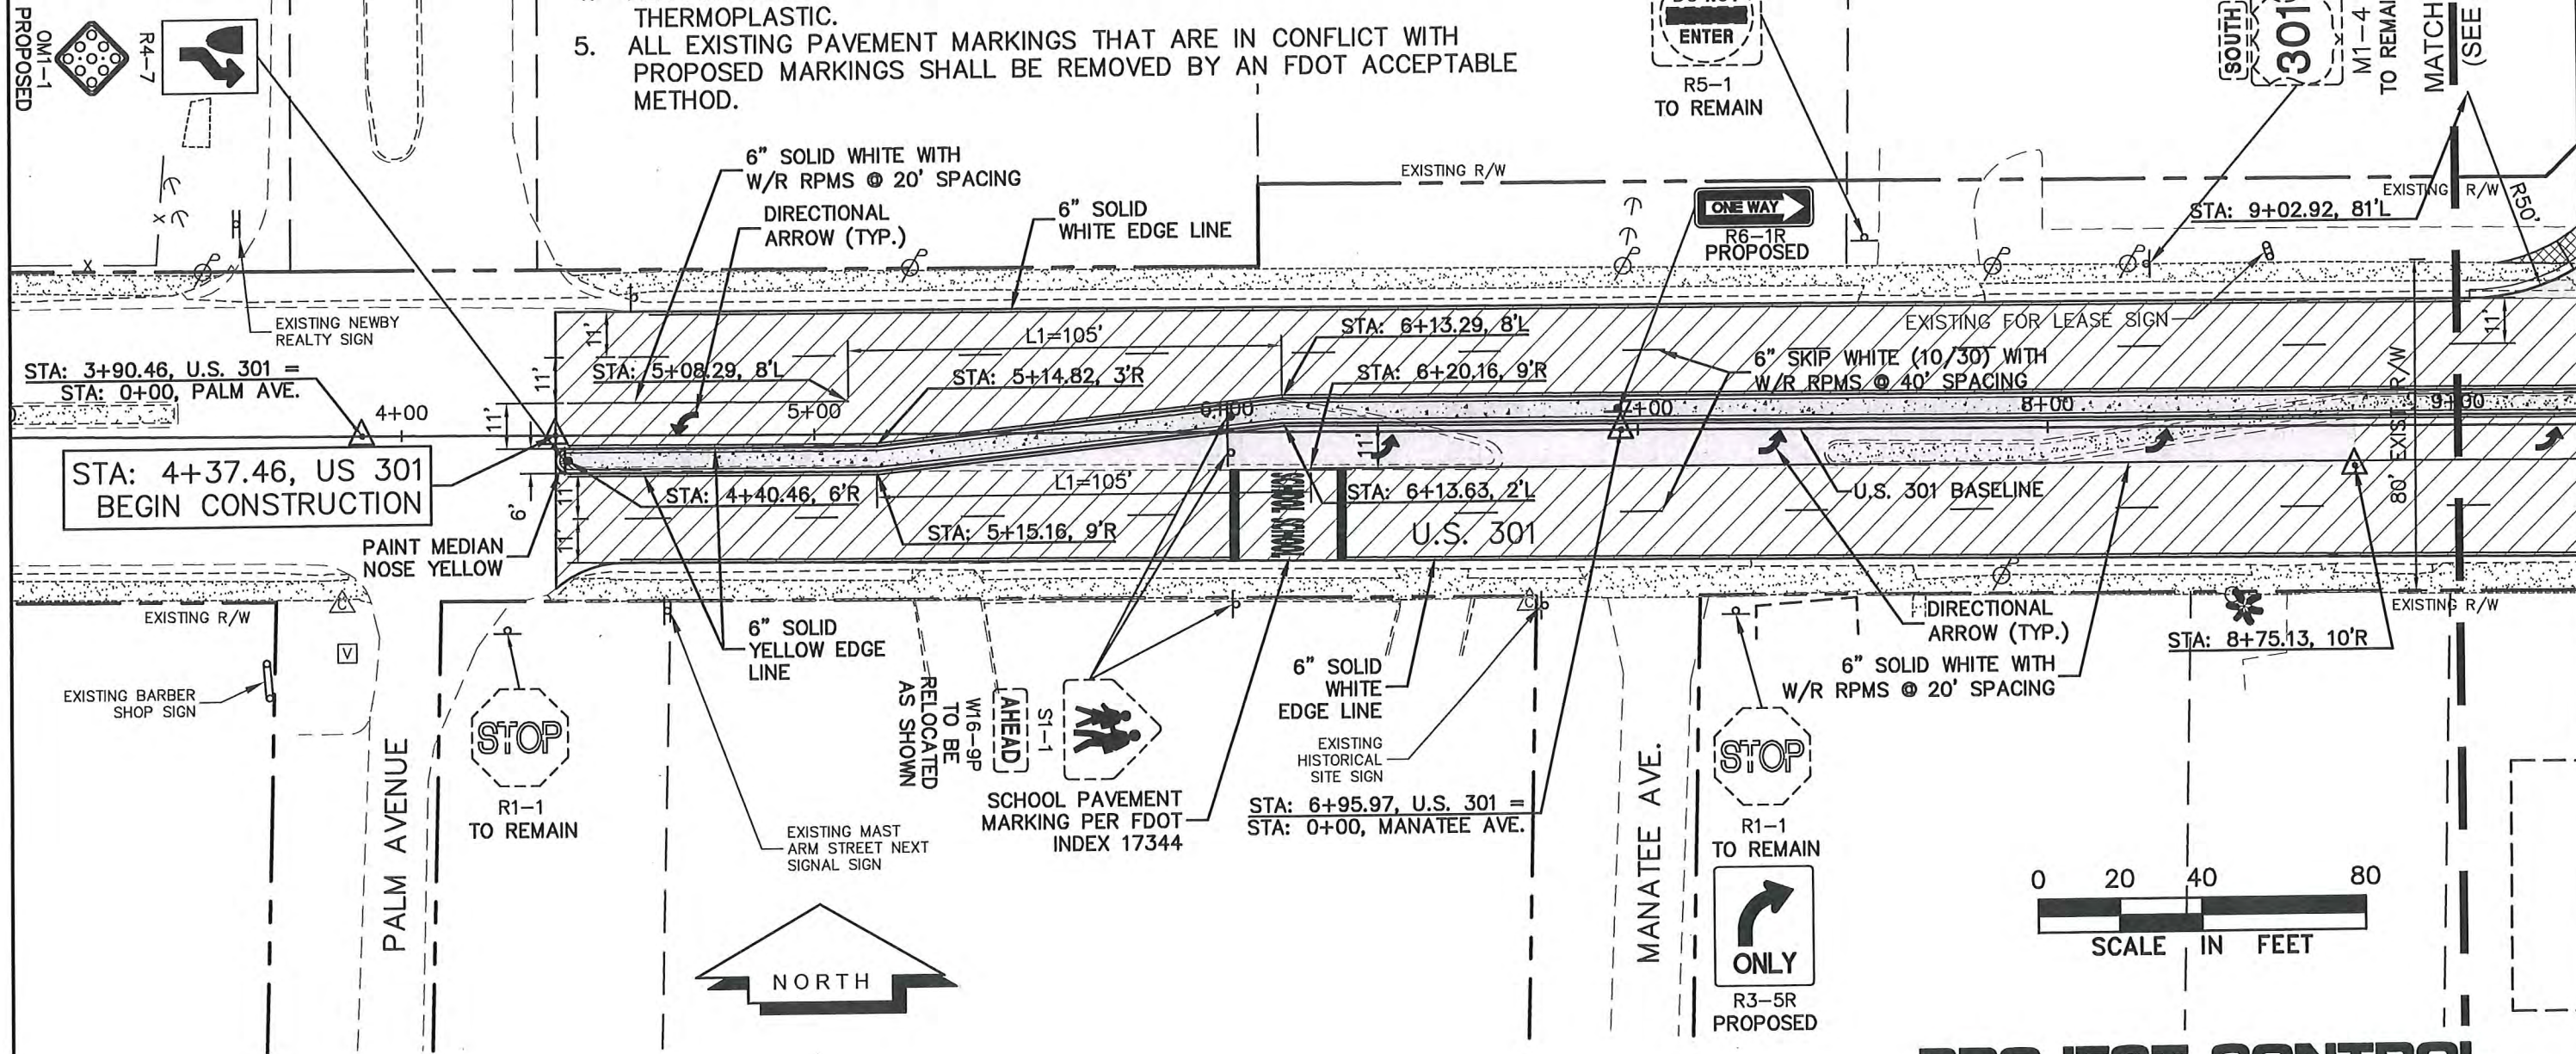 THERMOPLASTIC.
5. ALL EXISTING PAVEMENT MARKINGS THAT ARE IN CONFLICT WITH
PROPOSED MARKINGS SHALL BE REMOVED BY AN FDOT ACCEPTABLE
METHOD.
OM1-1
PROPOSED
R4-7
ENTER
R5-1
TO REMAIN
SOUTH
301
M1-4
TO REMAIN
MATCH
(SEE
6" SOLID WHITE WITH
W/R RPMS @ 20' SPACING
DIRECTIONAL
ARROW (TYP.)
6" SOLID
WHITE EDGE LINE
EXISTING R/W
ONE WAY
R6-1R
PROPOSED
EXISTING R/W
R50'
STA: 9+02.92, 81'L
EXISTING NEWBY
REALTY SIGN
11'
L1=105'
STA: 6+13.29, 8'L
EXISTING FOR LEASE SIGN
11'
STA: 3+90.46, U.S. 301 =
STA: 0+00, PALM AVE.
11'
STA: 5+08.29, 8'L
STA: 5+14.82, 3'R
STA: 6+20.16, 9'R
6" SKIP WHITE (10/30) WITH
W/R RPMS @ 40' SPACING
80' EXIST R/W
4+00
11'
5+00
6+00
7+00
8+00
9+00
11'
STA: 4+37.46, US 301
BEGIN CONSTRUCTION
6'
11'
11'
STA: 4+40.46, 6'R
L1=105'
STA: 6+13.63, 2'L
U.S. 301 BASELINE
STA: 5+15.16, 9'R
SCHOOL
U.S. 301
PAINT MEDIAN
NOSE YELLOW
EXISTING R/W
C
V
C
EXISTING R/W
6" SOLID
YELLOW EDGE
LINE
DIRECTIONAL
ARROW (TYP.)
STA: 8+75.13, 10'R
6" SOLID WHITE WITH
W/R RPMS @ 20' SPACING
6" SOLID
WHITE
EDGE LINE
EXISTING BARBER
SHOP SIGN
STOP
R1-1
TO REMAIN
AHEAD
S1-1
W16-9P
TO BE
RELOCATED
AS SHOWN
EXISTING
HISTORICAL
SITE SIGN
STOP
R1-1
TO REMAIN
SCHOOL PAVEMENT
MARKING PER FDOT
INDEX 17344
STA: 6+95.97, U.S. 301 =
STA: 0+00, MANATEE AVE.
EXISTING MAST
ARM STREET NEXT
SIGNAL SIGN
PALM AVENUE
MANATEE AVE.
ONLY
R3-5R
PROPOSED
NORTH
0 20 40 80
SCALE IN FEET